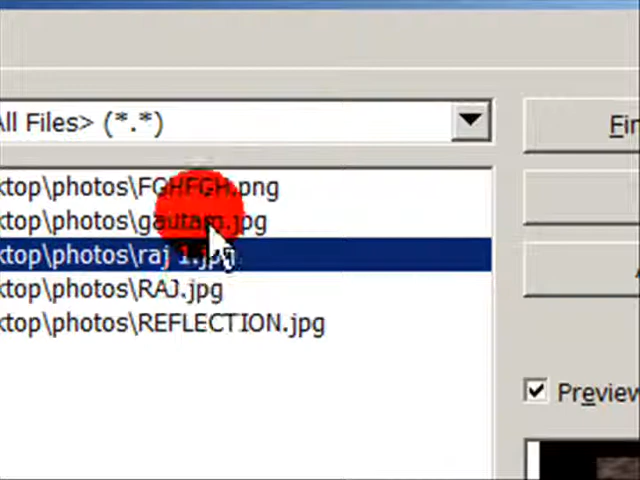 All Files> (*.*)
Fin
ktop\photos\FGHFGH.png
ktop\photos\gautam.jpg
ktop\photos\raj 1.jpg
ktop\photos\RAJ.jpg
ktop\photos\REFLECTION.jpg
Preview